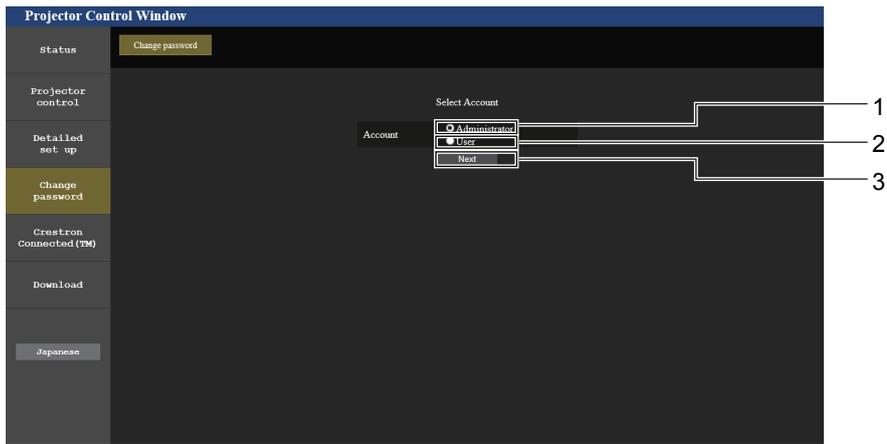 Projector Control Window
Status
Change password
Projector
control
Detailed
set up
Change
password
Crestron
Connected(TM)
Download
Japanese
Select Account
Account
Administrator
User
Next
1
2
3